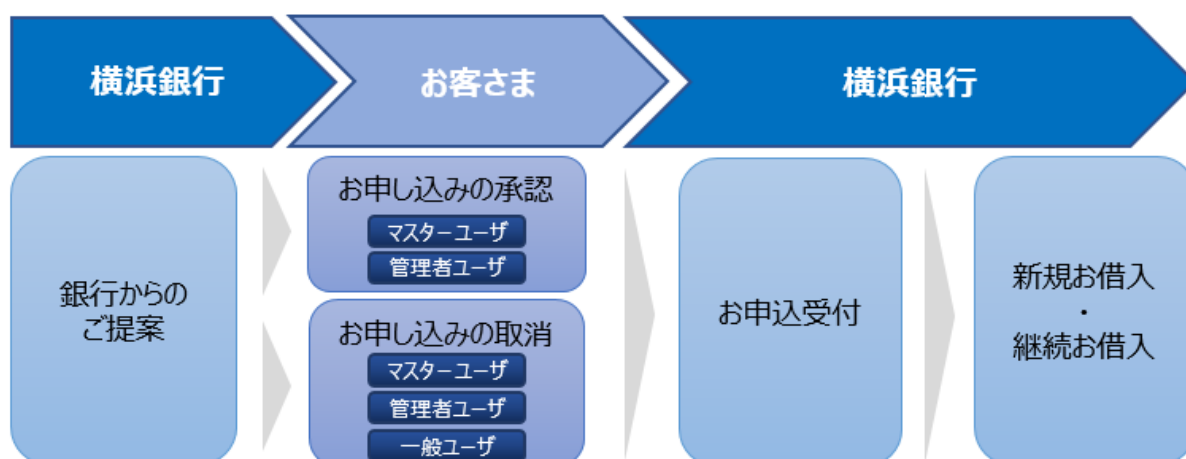 横浜銀行
お客さま
横浜銀行
銀行からの
ご提案
お申し込みの承認
マスターユーザ
管理者ユーザ
お申し込みの取消
マスターユーザ
管理者ユーザ
一般ユーザ
お申込受付
新規お借入
・
継続お借入